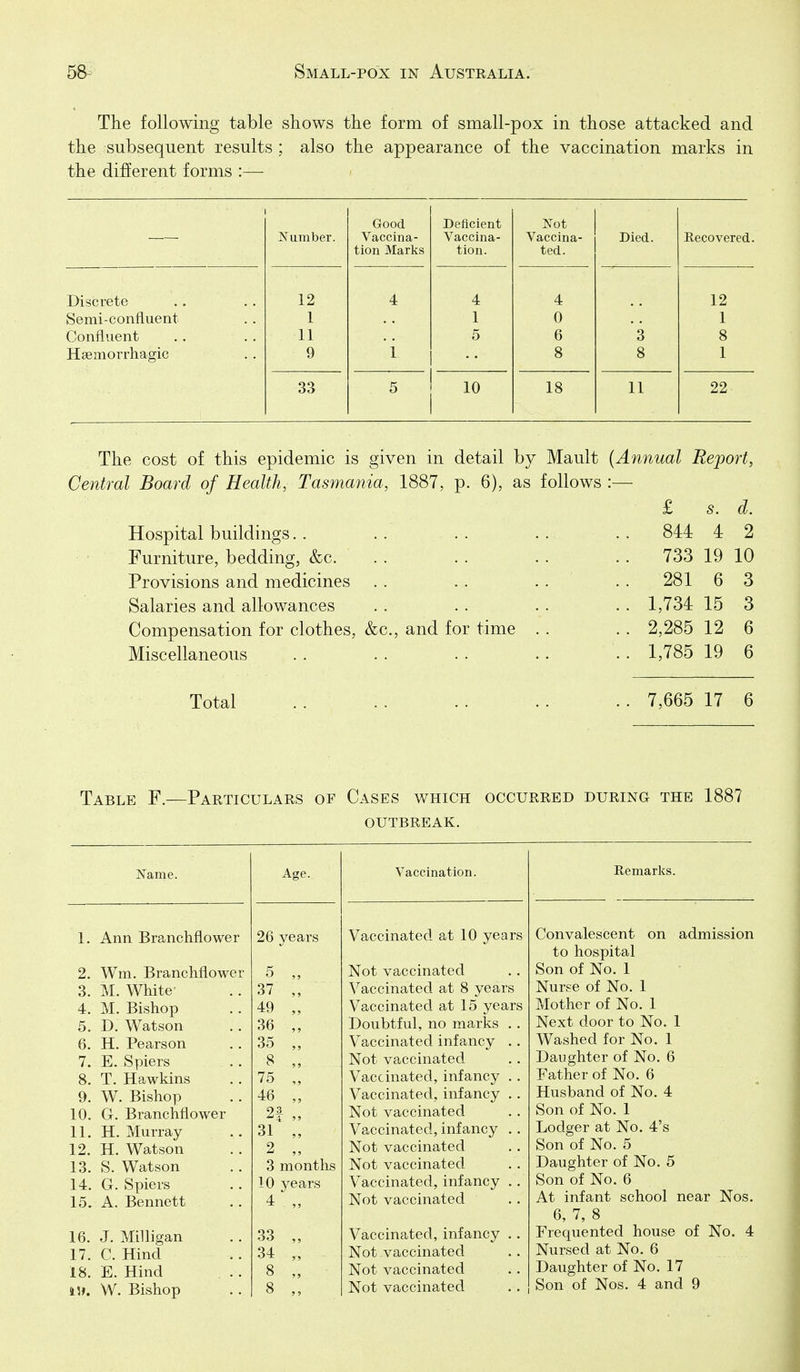 58 Small-pox in Australia.
The following table shows the form of small-pox in those attacked and
the subsequent results ; also the appearance of the vaccination marks in
the different forms :—
—— Number. Good Vaccina-tion Marks Deficient Vaccina-tion. Not Vaccina-ted. Died. Recovered.
Discrete .. .. 12 4 4 4 .. 12
Semi-confluent .. 1 .. 1 0 .. 1
Confluent .. .. 11 .. 5 6 3 8
Hæmorrhagic .. 9 1 .. 8 8 1
33 5 10 18 11 22
The cost of this epidemic is given in detail by Mault (Annual Report,
Central Board of Health, Tasmania, 1887, p. 6), as follows :—
£ s. d.
Hospital buildings. . .. .. .. .. 844 4 2
Furniture, bedding, &c. .. .. .. .. 733 19 10
Provisions and medicines .. .. .. .. 281 6 3
Salaries and allowances .. .. .. .. 1,734 15 3
Compensation for clothes, &c., and for time .. .. 2,285 12 6
Miscellaneous .. .. .. .. .. 1,785 19 6
Total .. .. .. .. .. 7,665 17 6
Table F.—Particulars of Cases which occurred during the 1887
outbreak.
Name. Age. Vaccination. Remarks.
1. Ann Branchflower 26 years Vaccinated at 10 years Convalescent on admission
to hospital
2. Wm. Branchflower 5 ,, Not vaccinated .. Son of No. 1
3. M. White .. 37 ,, Vaccinated at 8 years Nurse of No. 1
4. M. Bishop .. 49 ,, Vaccinated at 15 years Mother of No. 1
5. D. Watson .. 36 ,, Doubtful, no marks .. Next door to No. 1
6. H. Pearson .. 35 ,, Vaccinated infancy .. Washed for No. 1
7. E. Spiers .. 8 ,, Not vaccinated .. Daughter of No. 6
8. T. Hawkins .. 75 ,, Vaccinated, infancy .. Father of No. 6
9. W. Bishop .. 46 ,, Vaccinated, infancy .. Husband of No. 4
10. G. Branchflower 2¾ ,, Not vaccinated .. Son of No. 1
11. H. Murray .. 31 ,, Vaccinated, infancy .. Lodger at No. 4's
12. H. Watson .. 2 ,, Not vaccinated .. Son of No. 5
13. S. Watson .. 3 months Not vaccinated .. Daughter of No. 5
14. G. Spiers .. 10 years Vaccinated, infancy .. Son of No. 6
15. A. Bennett .. 4 ,, Not vaccinated .. At infant school near Nos.
6, 7, 8
16. J. Milligan .. 33 ,, Vaccinated, infancy .. Frequented house of No. 4
17. C. Hind .. 34 ,, Not vaccinated .. Nursed at No. 6
18. E. Hind .. 8 ,, Not vaccinated .. Daughter of No. 17
19. W. Bishop .. 8 ,, Not vaccinated .. Son of Nos. 4 and 9